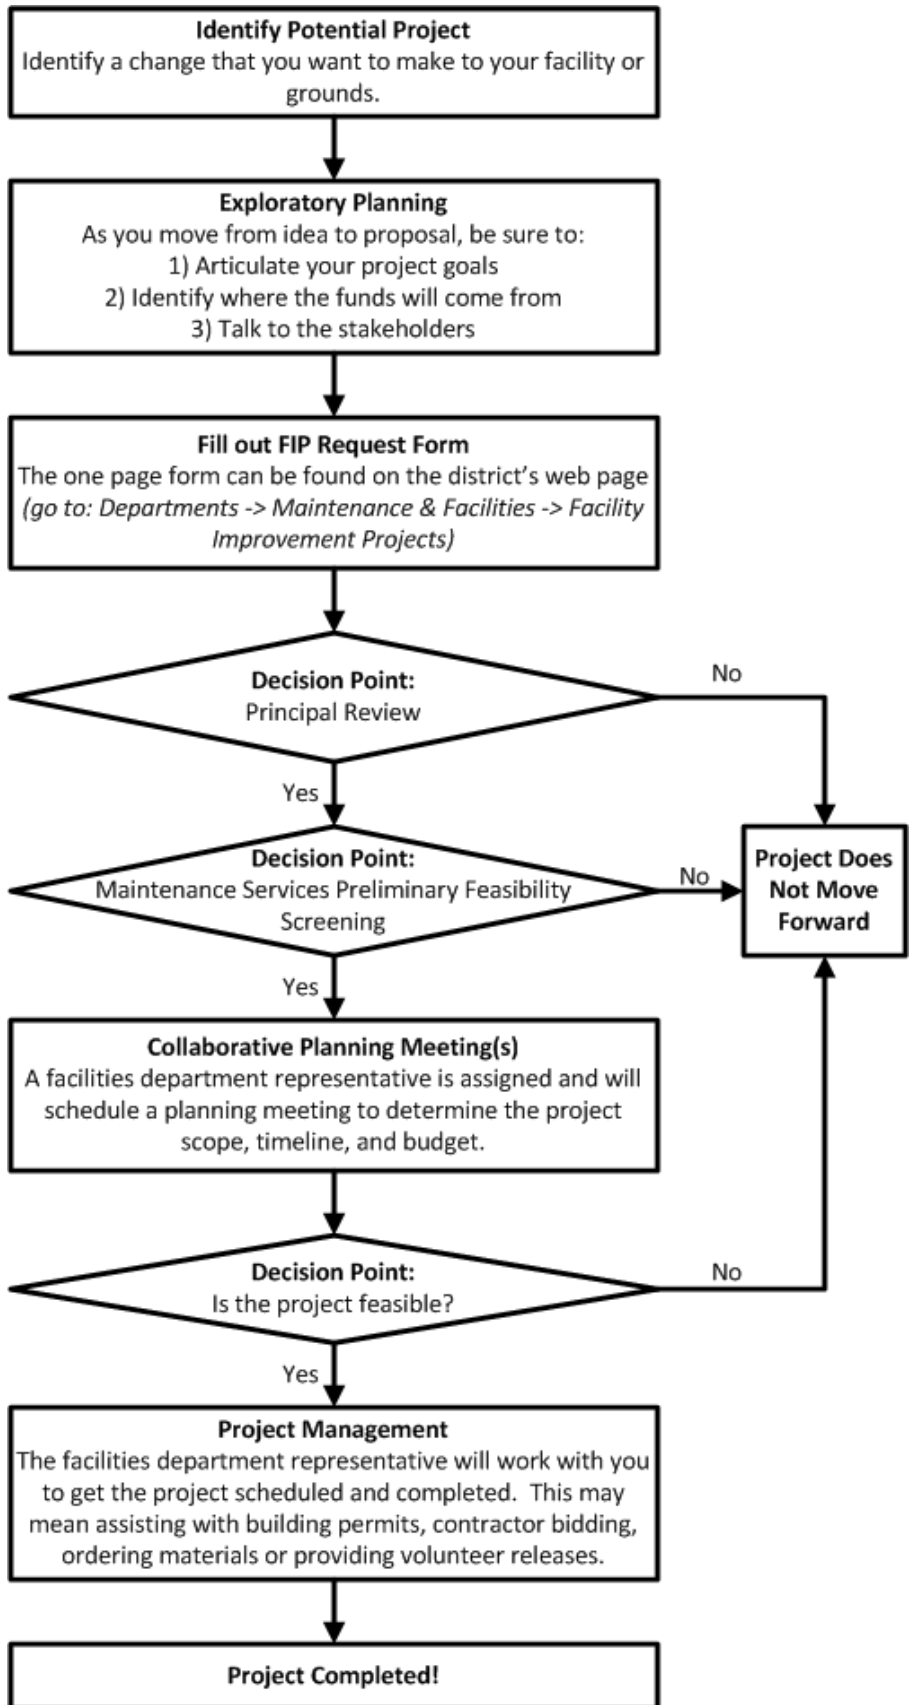 Identify Potential Project
Identify a change that you want to make to your facility or
grounds.
Exploratory Planning
As you move from idea to proposal, be sure to:
1) Articulate your project goals
2) Identify where the funds will come from
3) Talk to the stakeholders
Fill out FIP Request Form
The one page form can be found on the district's web page
(go to: Departments -> Maintenance & Facilities -> Facility
Improvement Projects)
Decision Point:
Principal Review
No
Yes
Decision Point:
Maintenance Services Preliminary Feasibility
Screening
No
Project Does
Not Move
Forward
Yes
Collaborative Planning Meeting(s)
A facilities department representative is assigned and will
schedule a planning meeting to determine the project
scope, timeline, and budget.
Decision Point:
Is the project feasible?
No
Yes
Project Management
The facilities department representative will work with you
to get the project scheduled and completed.  This may
mean assisting with building permits, contractor bidding,
ordering materials or providing volunteer releases.
Project Completed!